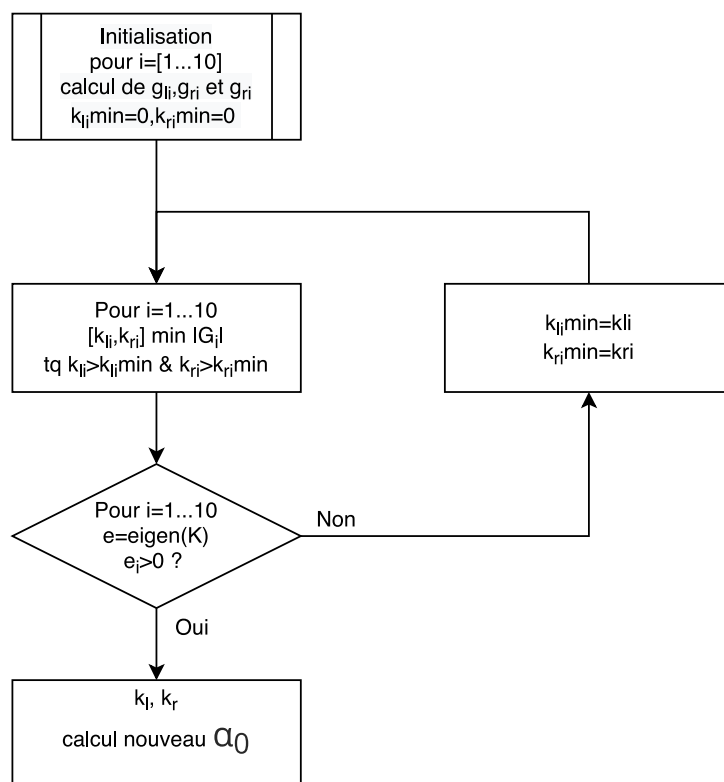 Initialisation
pour i=[1...10]
calcul de gli,gri et gri
klimin=0,krimin=0
Pour i=1...10
[kli,kri] min |Gi|
tq kli>klimin & kri>krimin
klimin=kli
krimin=kri
Pour i=1...10
e=eigen(K)
ei>0 ?
Non
Oui
kl, kr
calcul nouveau α0